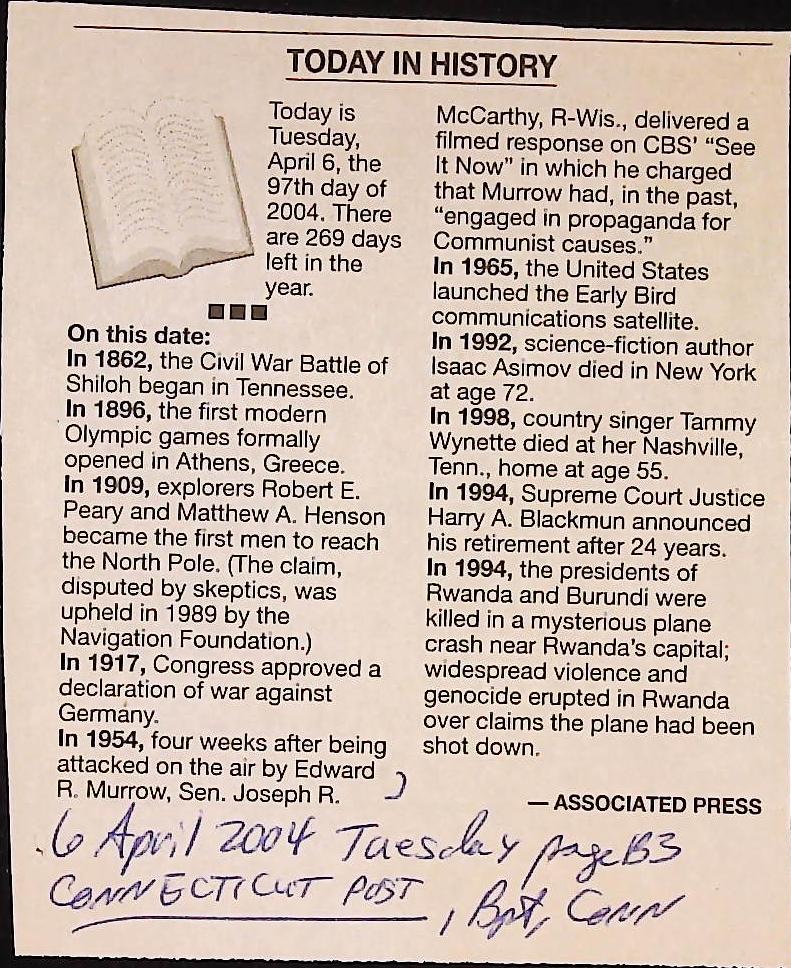 TODAY IN HISTORY
Today is
Tuesday,
April 6, the
97th day of
2004. There
are 269 days
left in the
year.
On this date:
In 1862, the Civil War Battle of
Shiloh began in Tennessee.
In 1896, the first modern
Olympic games formally
opened in Athens, Greece.
In 1909, explorers Robert E.
Peary and Matthew A. Henson
became the first men to reach
the North Pole. (The claim,
disputed by skeptics, was
upheld in 1989 by the
Navigation Foundation.)
In 1917, Congress approved a
declaration of war against
Germany.
In 1954, four weeks after being
attacked on the air by Edward
R. Murrow, Sen. Joseph R.
McCarthy, R-Wis., delivered a
filmed response on CBS' “See
It Now” in which he charged
that Murrow had, in the past,
“engaged in propaganda for
Communist causes.”
In 1965, the United States
launched the Early Bird
communications satellite.
In 1992, science-fiction author
Isaac Asimov died in New York
at age 72.
In 1998, country singer Tammy
Wynette died at her Nashville,
Tenn., home at age 55.
In 1994, Supreme Court Justice
Harry A. Blackmun announced
his retirement after 24 years.
In 1994, the presidents of
Rwanda and Burundi were
killed in a mysterious plane
crash near Rwanda's capital;
widespread violence and
genocide erupted in Rwanda
over claims the plane had been
shot down.
— ASSOCIATED PRESS
6 April 2004 Tuesday page B3
CONNECTICUT POST, Bpt, CONN